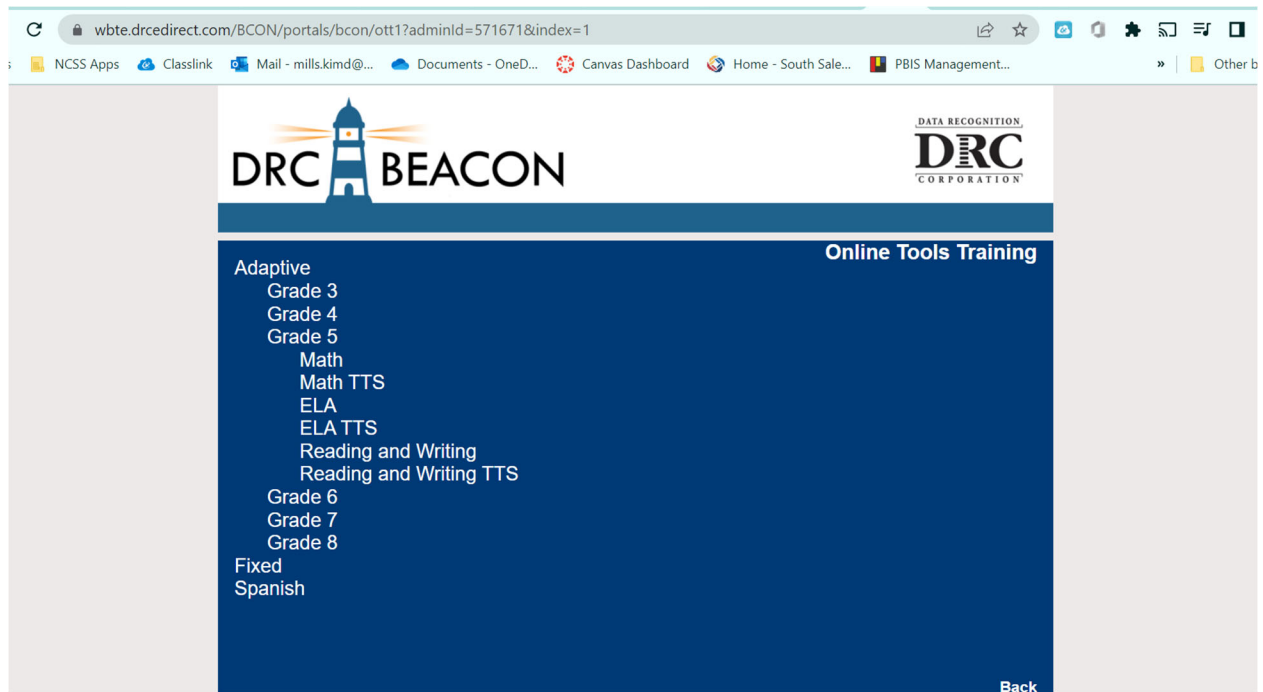 wbte.drcedirect.com/BCON/portals/bcon/ott1?adminId=571671&index=1
s NCSS Apps Classlink Mail - mills.kimd@... Documents - OneD... Canvas Dashboard Home - South Sale... PBIS Management... » Other b
DRC BEACON
DATA RECOGNITION
DRC
CORPORATION
Online Tools Training
Adaptive
Grade 3
Grade 4
Grade 5
Math
Math TTS
ELA
ELA TTS
Reading and Writing
Reading and Writing TTS
Grade 6
Grade 7
Grade 8
Fixed
Spanish
Back